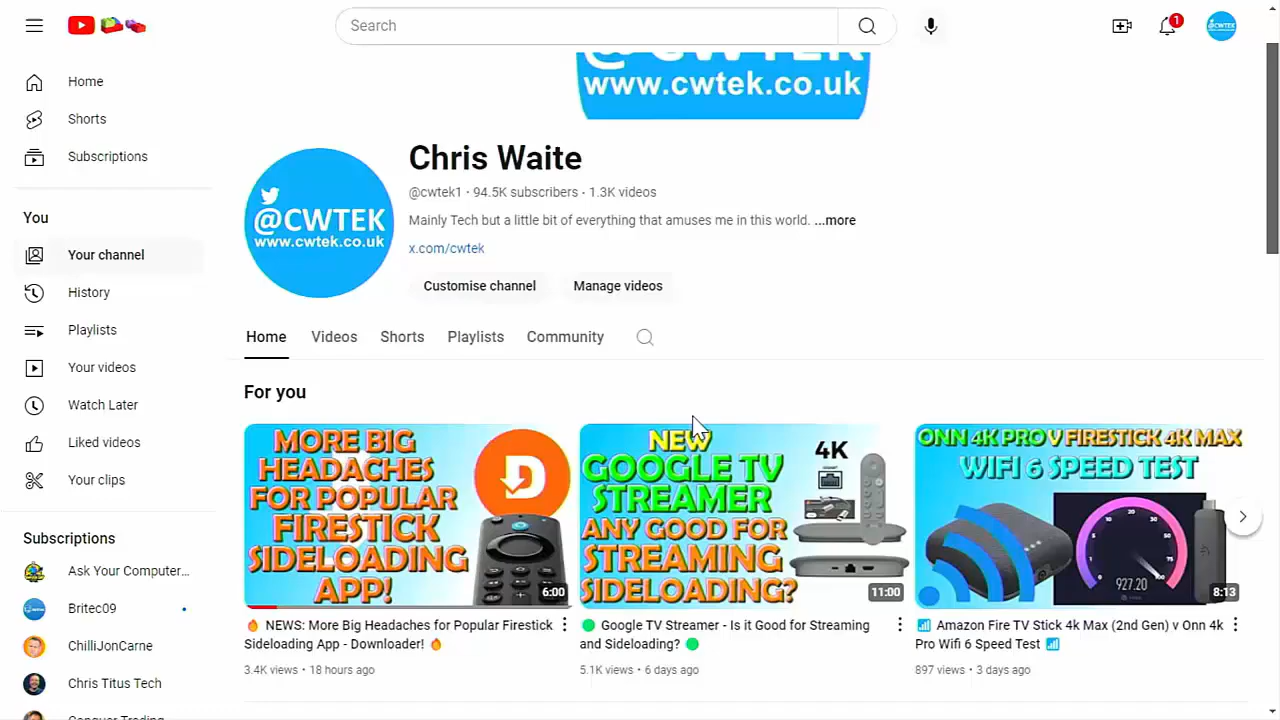 Search
1
@CWTEK
@ CWTEK
www.cwtek.co.uk
Home
Shorts
Subscriptions
You
Your channel
History
Playlists
Your videos
Watch Later
Liked videos
Your clips
Subscriptions
Ask Your Computer...
Britec09
ChilliJonCarne
Chris Titus Tech
@CWTEK
www.cwtek.co.uk
Chris Waite
@cwtek1 · 94.5K subscribers · 1.3K videos
Mainly Tech but a little bit of everything that amuses me in this world. ...more
x.com/cwtek
Customise channel
Manage videos
Home Videos Shorts Playlists Community
For you
MORE BIG
HEADACHES
FOR POPULAR
FIRESTICK
SIDELOADING
APP!
D
6:00
🔥 NEWS: More Big Headaches for Popular Firestick
Sideloading App - Downloader! 🔥
3.4K views · 18 hours ago
NEW
GOOGLE TV
STREAMER
ANY GOOD FOR
STREAMING
SIDELOADING?
4K
11:00
🟢 Google TV Streamer - Is it Good for Streaming
and Sideloading? 🟢
5.1K views · 6 days ago
ONN 4K PRO V FIRESTICK 4K MAX
WIFI 6 SPEED TEST
927.20
8:13
📶 Amazon Fire TV Stick 4k Max (2nd Gen) v Onn 4k
Pro Wifi 6 Speed Test 📶
897 views · 3 days ago